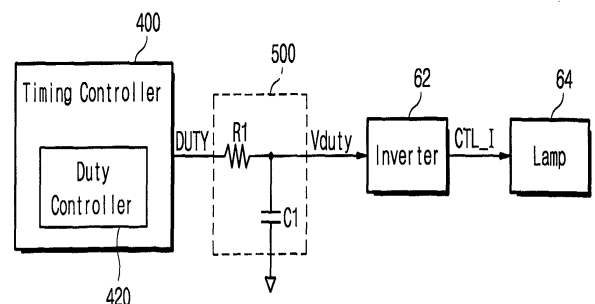 400
500
62
64
Timing Controller
DUTY
R1
Vduty
Inverter
CTL_I
Lamp
Duty
Controller
C1
420